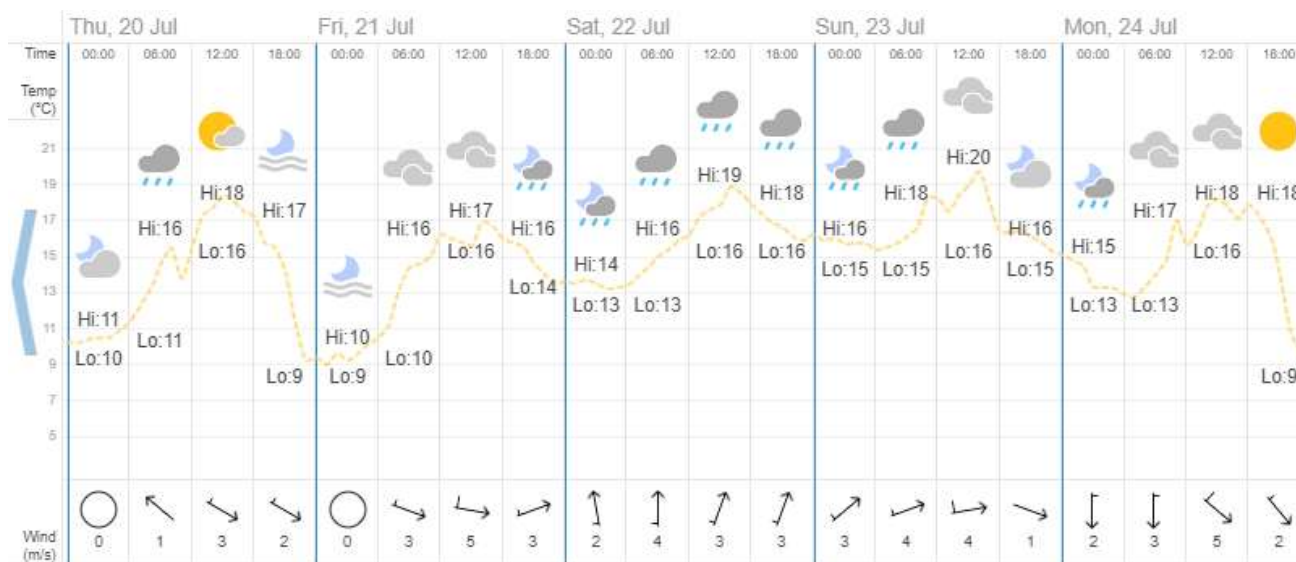 Thu, 20 Jul Fri, 21 Jul Sat, 22 Jul Sun, 23 Jul Mon, 24 Jul
Time 00:00 06:00 12:00 18:00 00:00 06:00 12:00 18:00 00:00 06:00 12:00 18:00 00:00 06:00 12:00 18:00 00:00 06:00 12:00 18:00
Temp
(°C)
21
19
17
15
13
11
9
7
5
Hi:11 Hi:16 Hi:18 Hi:17 Hi:10 Hi:16 Hi:17 Hi:16 Hi:14 Hi:16 Hi:19 Hi:18 Hi:16 Hi:18 Hi:20 Hi:16 Hi:15 Hi:17 Hi:18 Hi:18
Lo:10 Lo:11 Lo:16 Lo:9 Lo:9 Lo:10 Lo:16 Lo:14 Lo:13 Lo:13 Lo:16 Lo:16 Lo:15 Lo:15 Lo:16 Lo:15 Lo:13 Lo:13 Lo:16 Lo:9
Wind
(m/s)
0 1 3 2 0 3 5 3 2 4 3 3 3 4 4 1 2 3 5 2